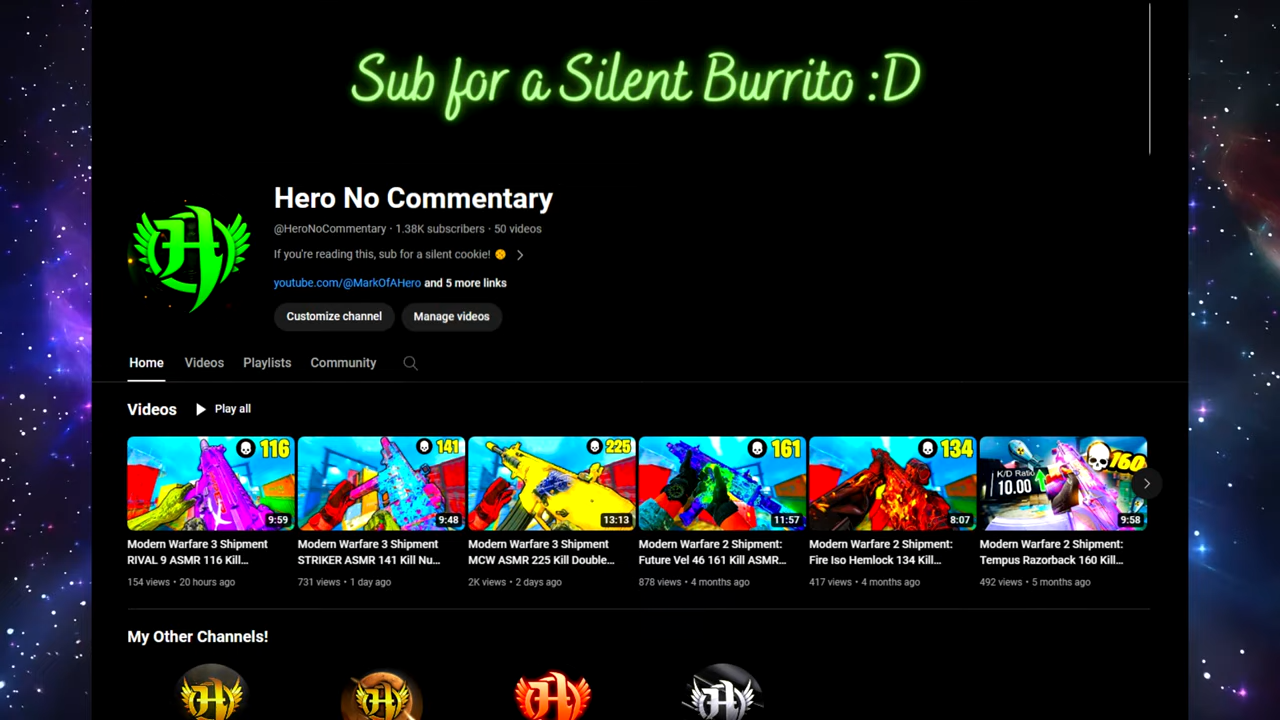 Sub for a Silent Burrito :D
Hero No Commentary
@HeroNoCommentary · 1.38K subscribers · 50 videos
If you're reading this, sub for a silent cookie!
youtube.com/@MarkOfAHero and 5 more links
Customize channel Manage videos
Home Videos Playlists Community
Videos Play all
116 141 225 161 134 160
K/D Ratio
10.00
9:59 9:48 13:13 11:57 8:07 9:58
Modern Warfare 3 Shipment Modern Warfare 3 Shipment Modern Warfare 3 Shipment Modern Warfare 2 Shipment: Modern Warfare 2 Shipment: Modern Warfare 2 Shipment:
RIVAL 9 ASMR 116 Kill... STRIKER ASMR 141 Kill Nu... MCW ASMR 225 Kill Double... Future Vel 46 161 Kill ASMR... Fire Iso Hemlock 134 Kill... Tempus Razorback 160 Kill...
154 views · 20 hours ago 731 views · 1 day ago 2K views · 2 days ago 878 views · 4 months ago 417 views · 4 months ago 492 views · 5 months ago
My Other Channels!